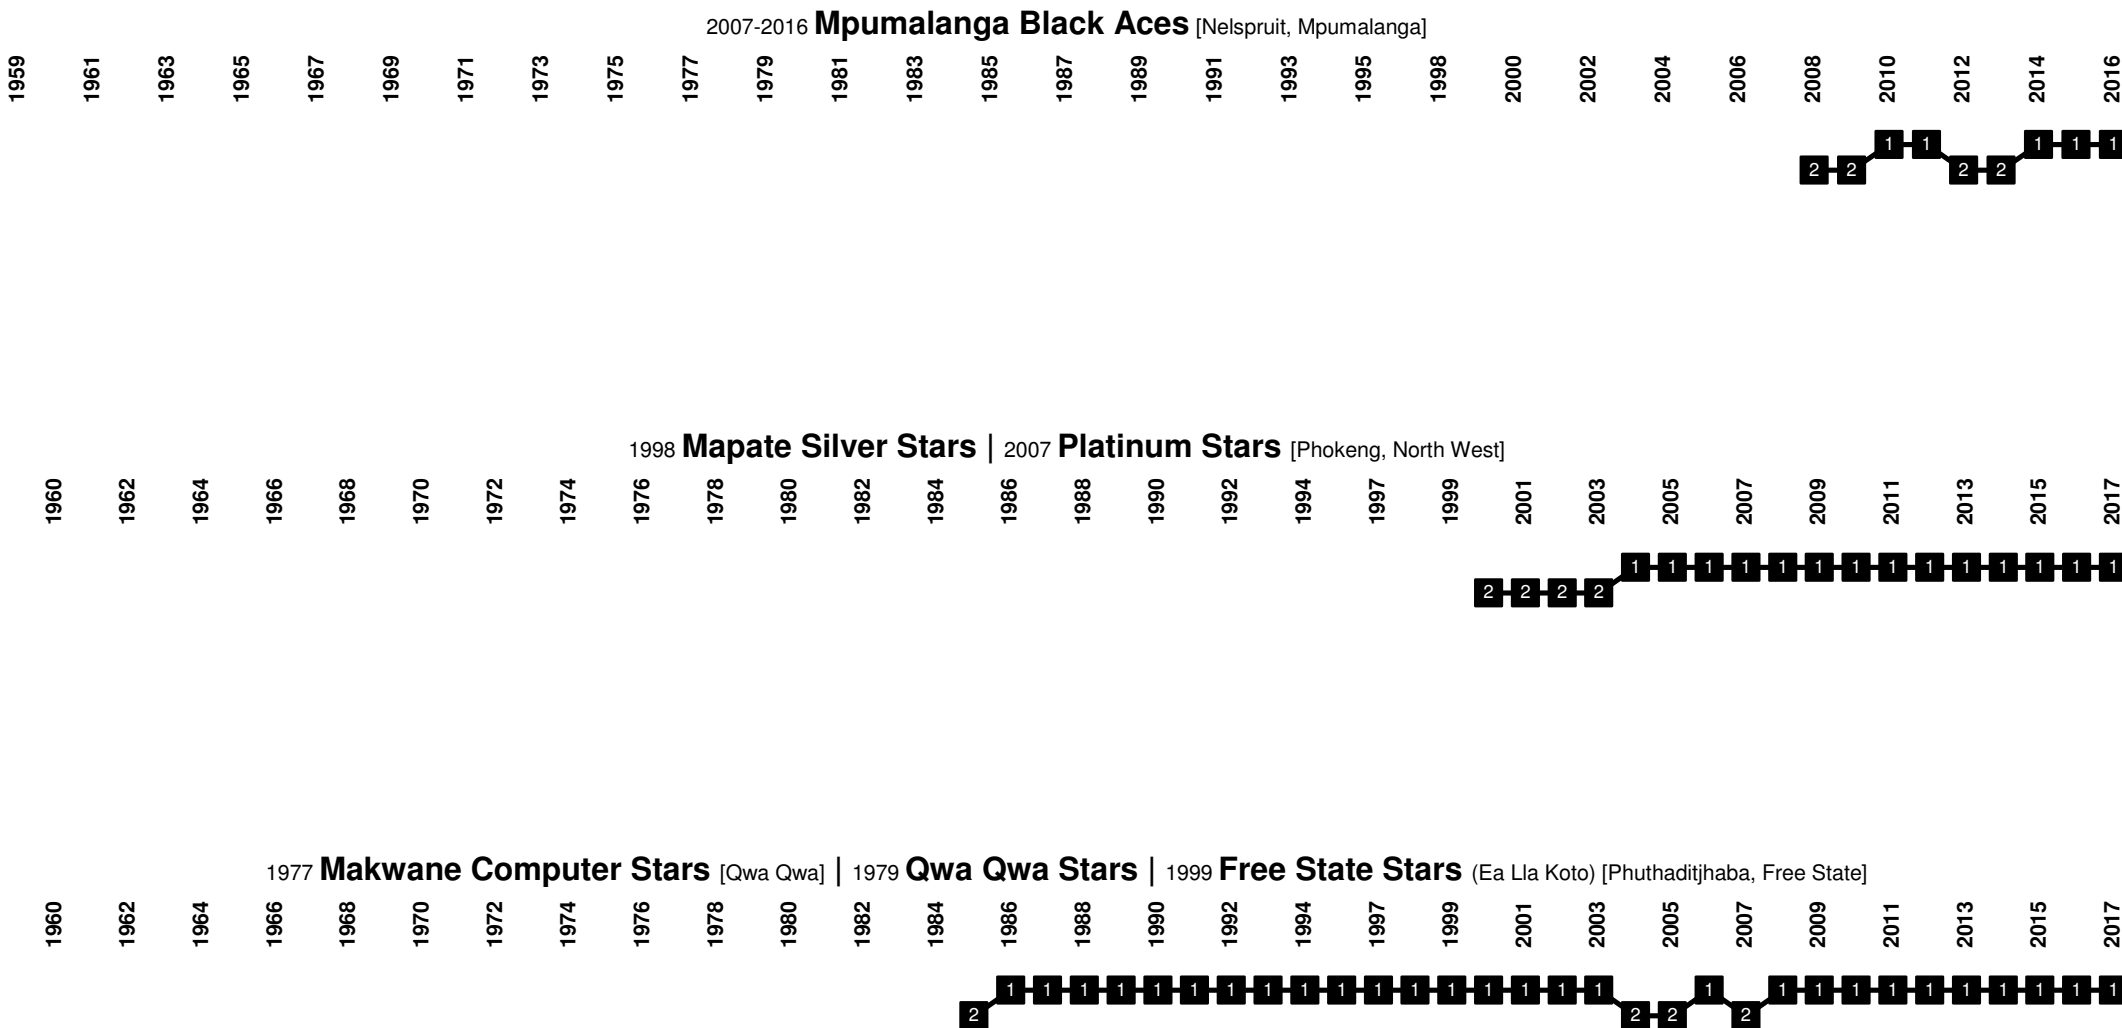 2007-2016 Mpumalanga Black Aces [Nelspruit, Mpumalanga]
1959 1961 1963 1965 1967 1969 1971 1973 1975 1977 1979 1981 1983 1985 1987 1989 1991 1993 1995 1998 2000 2002 2004 2006 2008 2010 2012 2014 2016
1 1 1 1 1
2 2 2 2
1998 Mapate Silver Stars | 2007 Platinum Stars [Phokeng, North West]
1960 1962 1964 1966 1968 1970 1972 1974 1976 1978 1980 1982 1984 1986 1988 1990 1992 1994 1997 1999 2001 2003 2005 2007 2009 2011 2013 2015 2017
1 1 1 1 1 1 1 1 1 1 1 1 1 1
2 2 2 2
1977 Makwane Computer Stars [Qwa Qwa] | 1979 Qwa Qwa Stars | 1999 Free State Stars (Ea Lla Koto) [Phuthaditjhaba, Free State]
1960 1962 1964 1966 1968 1970 1972 1974 1976 1978 1980 1982 1984 1986 1988 1990 1992 1994 1997 1999 2001 2003 2005 2007 2009 2011 2013 2015 2017
1 1 1 1 1 1 1 1 1 1 1 1 1 1 1 1 1 1 1 1 1 1 1 1 1 1 1 1
2 2 2 2